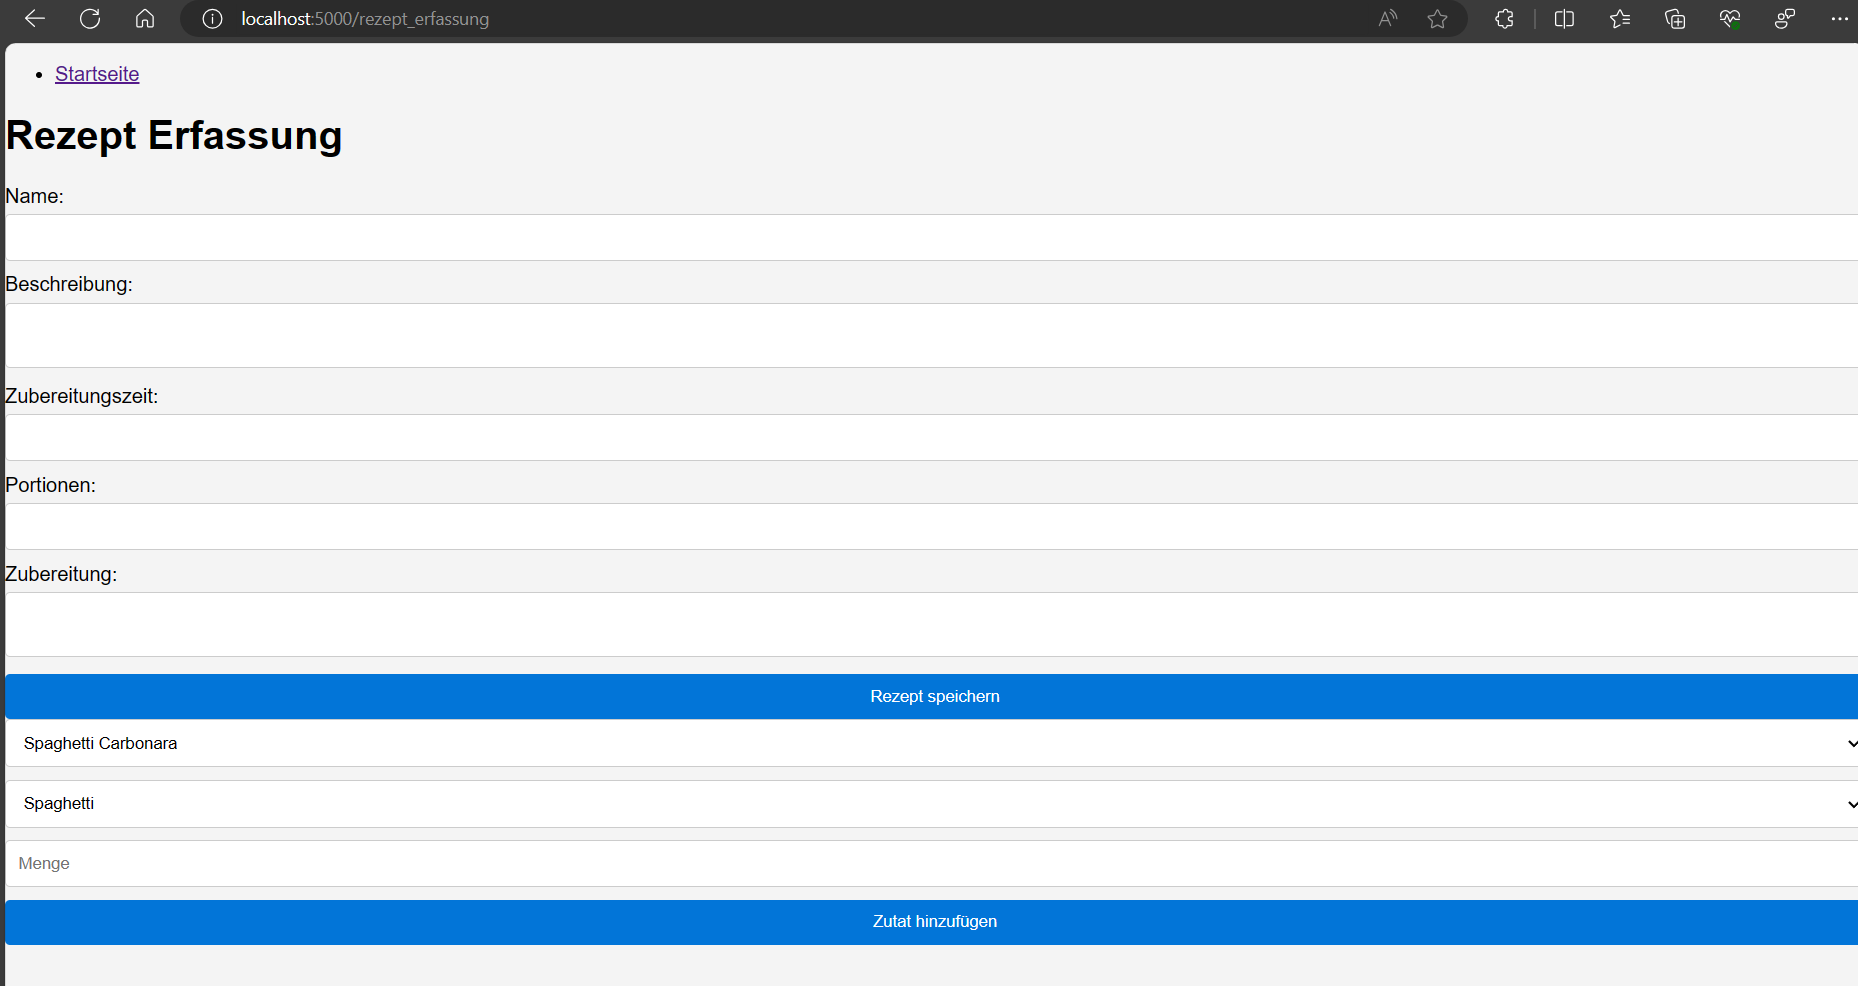 localhost:5000/rezept_erfassung
Startseite
Rezept Erfassung
Name:
Beschreibung:
Zubereitungszeit:
Portionen:
Zubereitung:
Rezept speichern
Spaghetti Carbonara
Spaghetti
Menge
Zutat hinzufügen